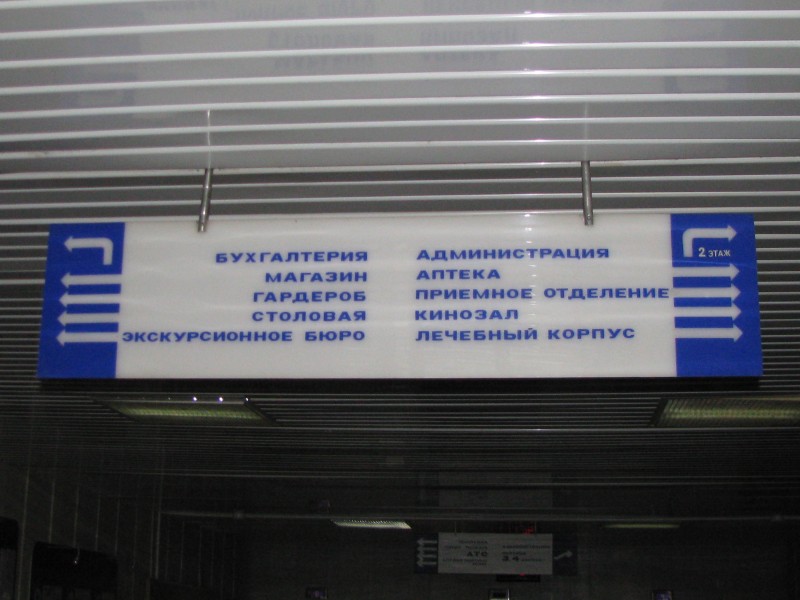 БУХГАЛТЕРИЯ
МАГАЗИН
ГАРДЕРОБ
СТОЛОВАЯ
ЭКСКУРСИОННОЕ БЮРО
АДМИНИСТРАЦИЯ
АПТЕКА
ПРИЕМНОЕ ОТДЕЛЕНИЕ
КИНОЗАЛ
ЛЕЧЕБНЫЙ КОРПУС
2 ЭТАЖ